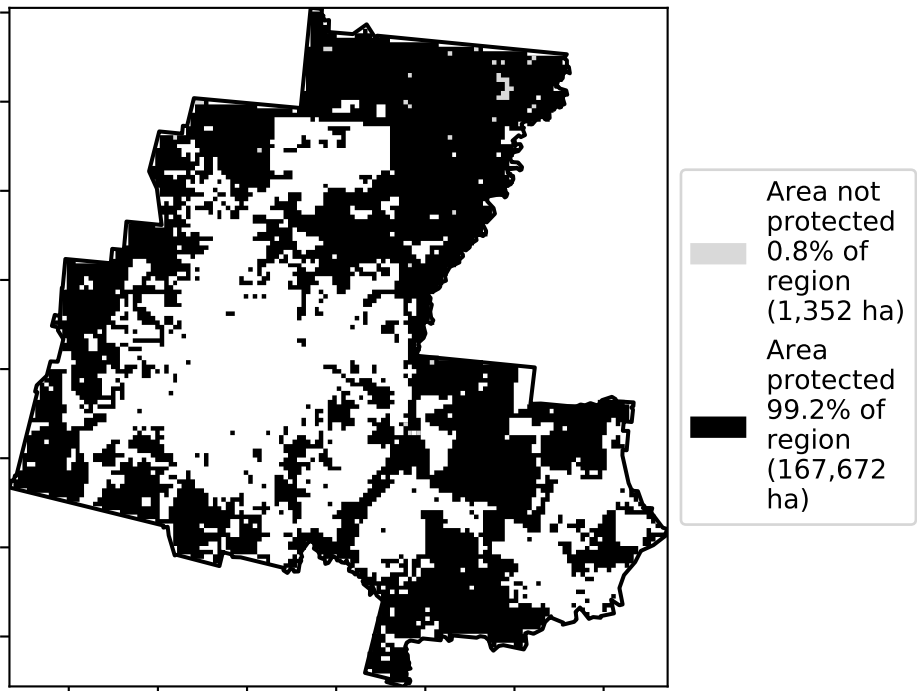 Area not
protected
0.8% of
region
(1,352 ha)
Area
protected
99.2% of
region
(167,672
ha)